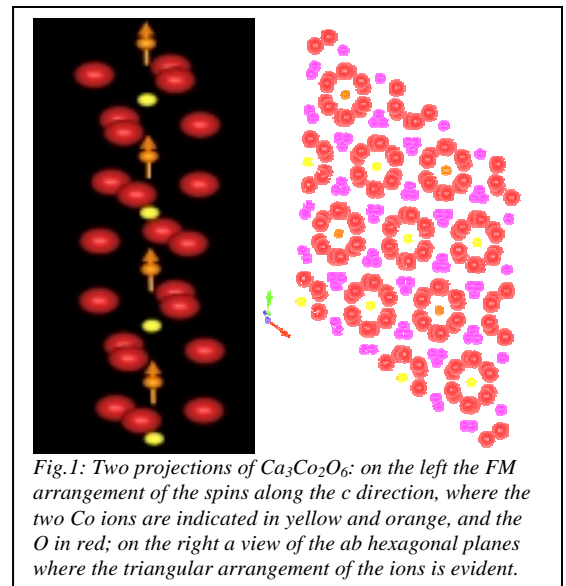 Fig.1: Two projections of Ca3Co2O6: on the left the FM
arrangement of the spins along the c direction, where the
two Co ions are indicated in yellow and orange, and the
O in red; on the right a view of the ab hexagonal planes
where the triangular arrangement of the ions is evident.